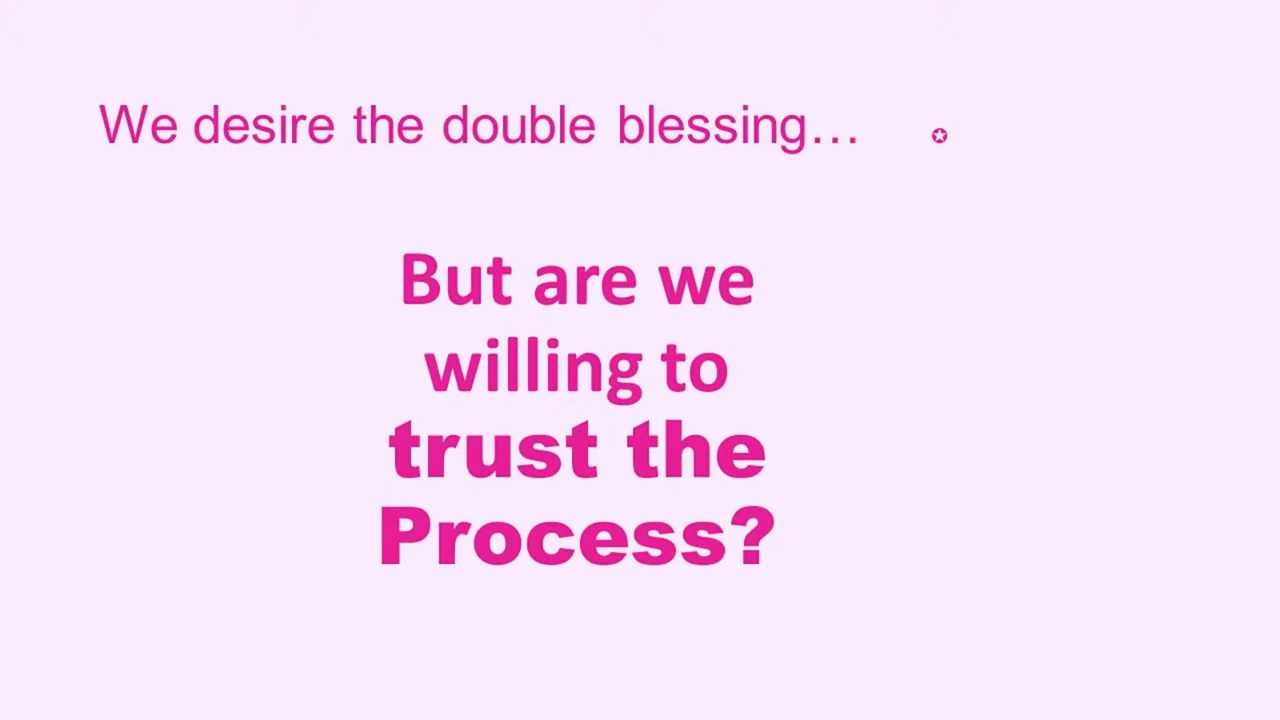 We desire the double blessing… ✪
But are we
willing to
trust the
Process?